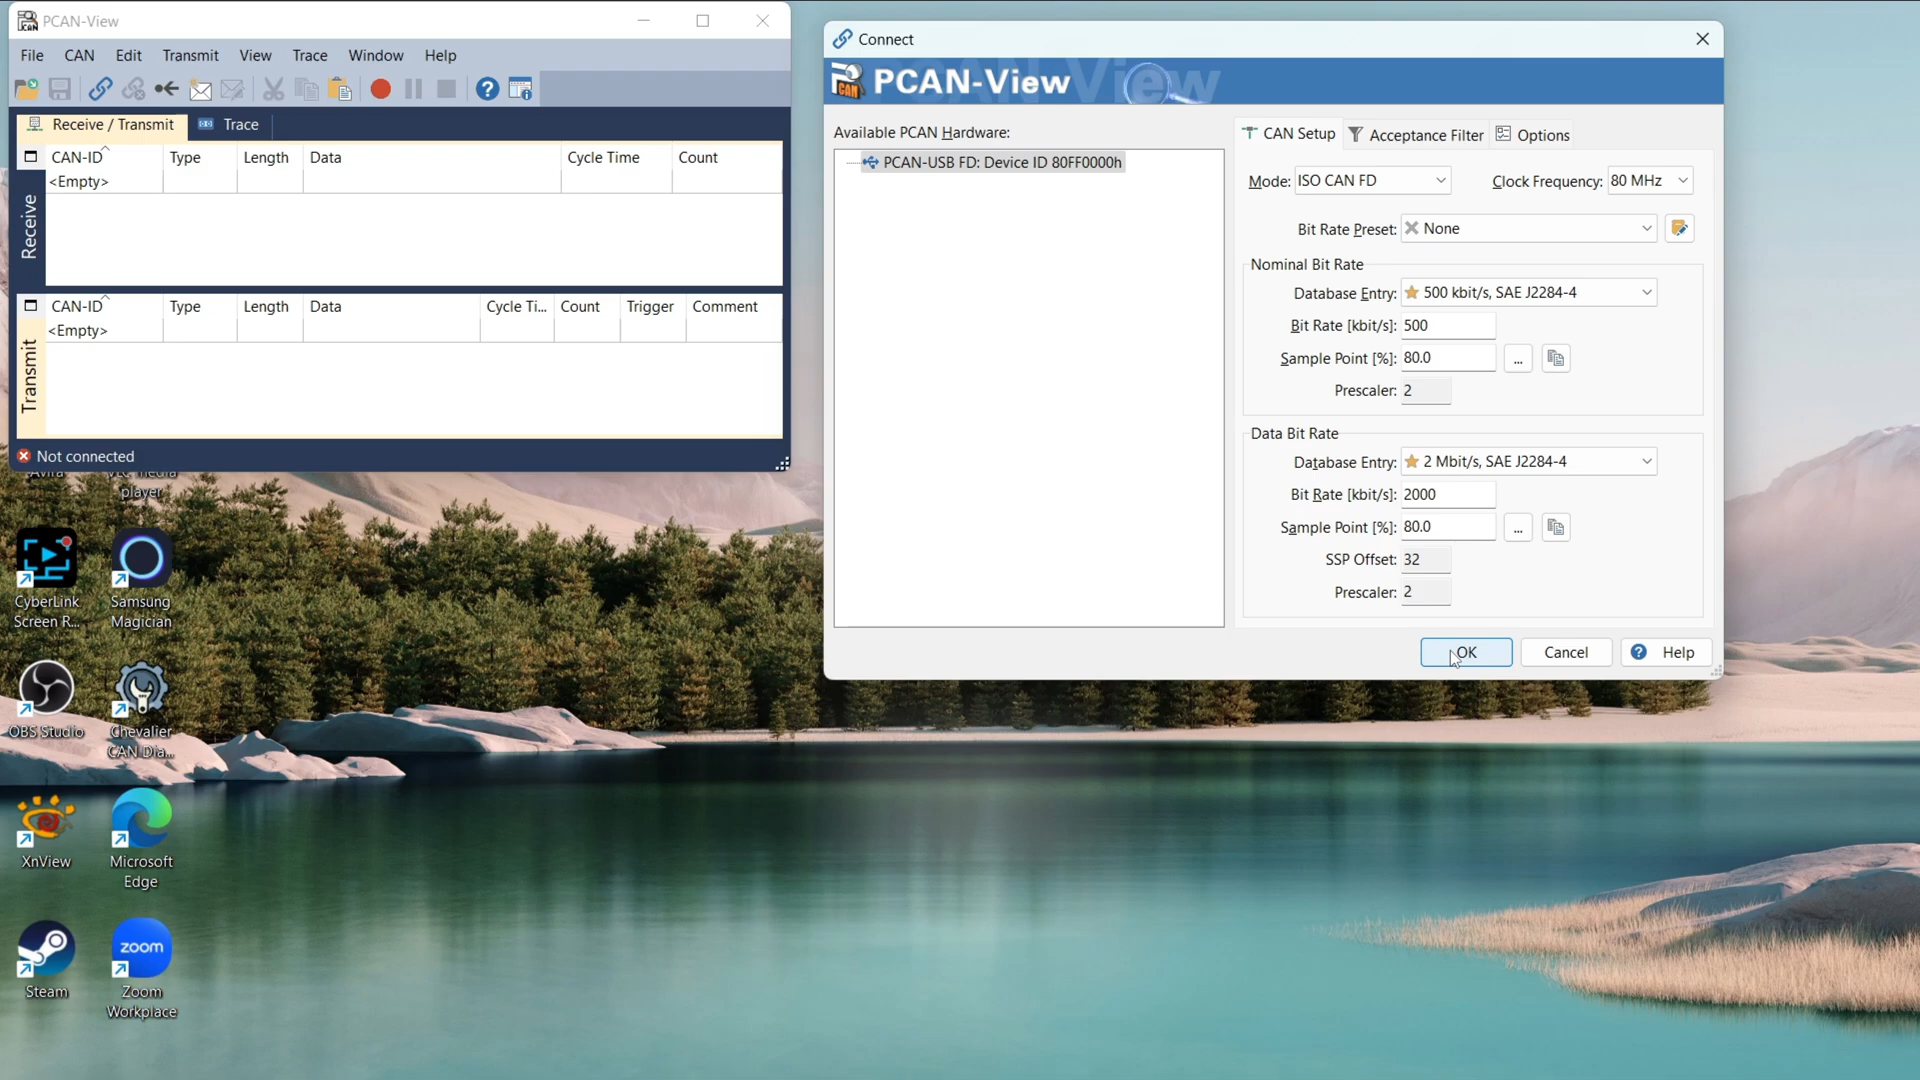 PCAN-View
File CAN Edit Transmit View Trace Window Help
Receive / Transmit Trace
CAN-ID Type Length Data Cycle Time Count
<Empty>
Receive
CAN-ID Type Length Data Cycle Ti... Count Trigger Comment
<Empty>
Transmit
Not connected
Connect
PCAN-View
Available PCAN Hardware:
PCAN-USB FD: Device ID 80FF0000h
CAN Setup Acceptance Filter Options
Mode: ISO CAN FD Clock Frequency: 80 MHz
Bit Rate Preset: None
Nominal Bit Rate
Database Entry: 500 kbit/s, SAE J2284-4
Bit Rate [kbit/s]: 500
Sample Point [%]: 80.0 ...
Prescaler: 2
Data Bit Rate
Database Entry: 2 Mbit/s, SAE J2284-4
Bit Rate [kbit/s]: 2000
Sample Point [%]: 80.0 ...
SSP Offset: 32
Prescaler: 2
OK Cancel Help
player
CyberLink
Screen R...
Samsung
Magician
OBS Studio
Chevalier
CAN Dia...
XnView
Microsoft
Edge
Steam
zoom
Zoom
Workplace